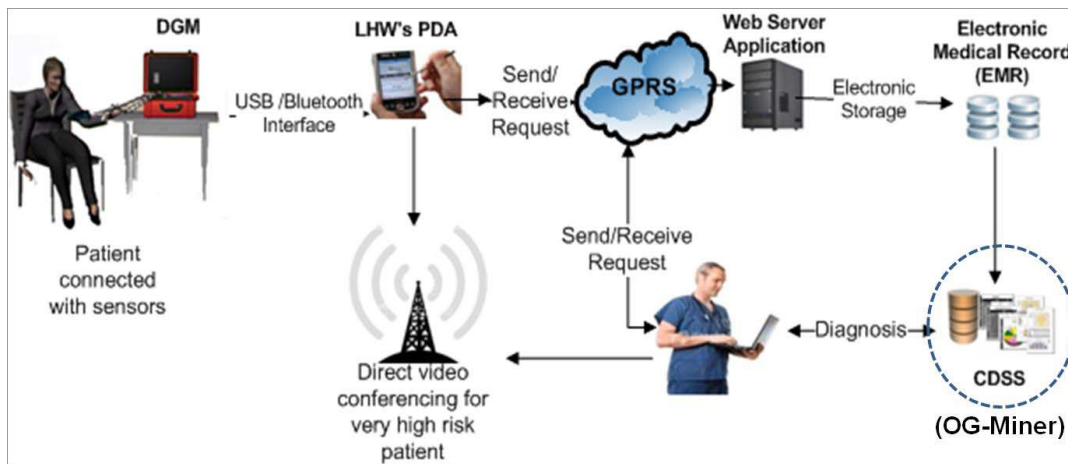 DGM
Patient
connected
with sensors
USB /Bluetooth
Interface
LHW's PDA
Send/
Receive
Request
GPRS
Web Server
Application
Electronic
Storage
Electronic
Medical Record
(EMR)
Send/Receive
Request
Direct video
conferencing for
very high risk
patient
Diagnosis
CDSS
(OG-Miner)